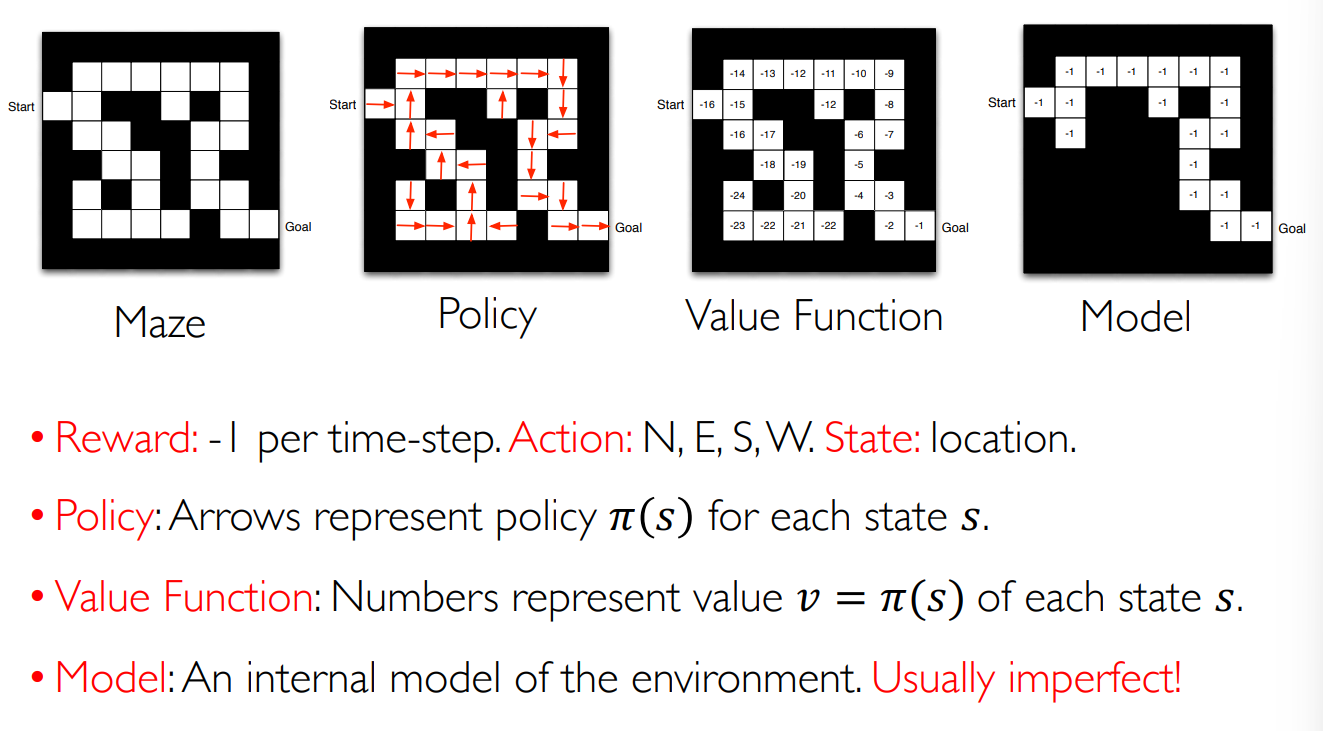 -14 -13 -12 -11 -10 -9
-1 -1 -1 -1 -1 -1
Start
Start
Start -16 -15 -12 -8
Start -1 -1 -1 -1
-16 -17 -6 -7
-1 -1 -1
-18 -19 -5
-1
-24 -20 -4 -3
-1 -1
-23 -22 -21 -22 -2 -1 Goal
-1 -1 Goal
Goal
Goal
Maze
Policy
Value Function
Model
• Reward: -1 per time-step. Action: N, E, S, W. State: location.
• Policy: Arrows represent policy π(s) for each state s.
• Value Function: Numbers represent value v = π(s) of each state s.
• Model: An internal model of the environment. Usually imperfect!